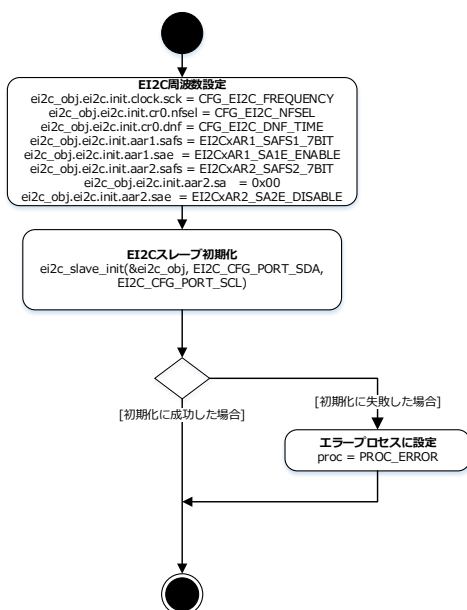 EI2C周波数設定
ei2c_obj.ei2c.init.clock.sck = CFG_EI2C_FREQUENCY
ei2c_obj.ei2c.init.cr0.nfsel = CFG_EI2C_NFSEL
ei2c_obj.ei2c.init.cr0.dnf = CFG_EI2C_DNF_TIME
ei2c_obj.ei2c.init.aar1.safs = EI2CxAR1_SAFS1_7BIT
ei2c_obj.ei2c.init.aar1.sae = EI2CxAR1_SA1E_ENABLE
ei2c_obj.ei2c.init.aar2.safs = EI2CxAR2_SAFS2_7BIT
ei2c_obj.ei2c.init.aar2.sa = 0x00
ei2c_obj.ei2c.init.aar2.sae = EI2CxAR2_SA2E_DISABLE
EI2Cスレーブ初期化
ei2c_slave_init(&ei2c_obj, EI2C_CFG_PORT_SDA,
EI2C_CFG_PORT_SCL)
[初期化に失敗した場合]
[初期化に成功した場合]
エラープロセスに設定
proc = PROC_ERROR